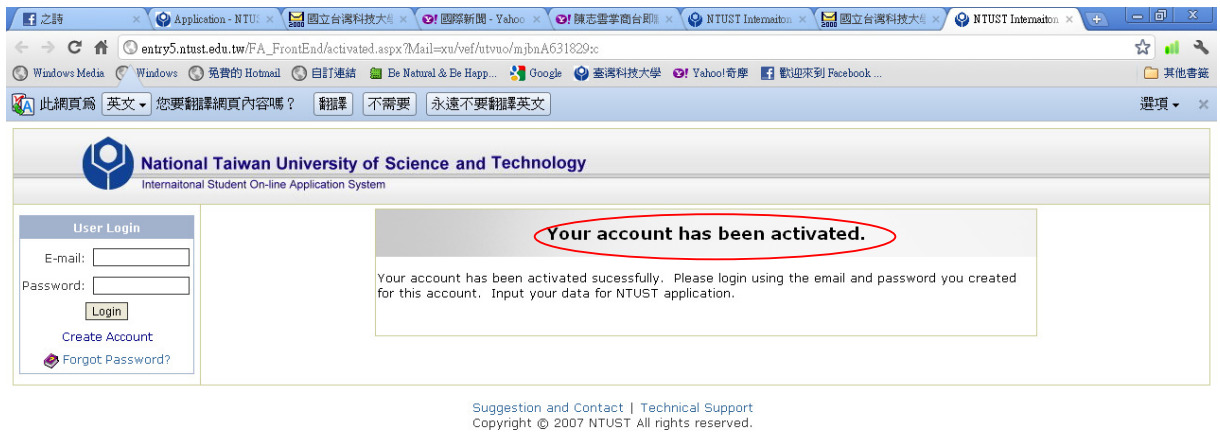 之詩
Application - NTU
國立台灣科技大
國際新聞 - Yahoo
NTUST Internaiton
國立台灣科技大
NTUST Internaiton
entry5.ntust.edu.tw/FA_FrontEnd/activated.aspx?Mail=xu/vef/utvuo/mjbnA631829:c
Windows Media Windows 免費的 Hotmail 自訂連結 Be Natural & Be Happ... Google 臺灣科技大學 Yahoo!奇摩 歡迎來到 Facebook ... 其他書籤
此網頁為 英文 您要翻譯網頁內容嗎? 翻譯 不需要 永遠不要翻譯英文 選項
National Taiwan University of Science and Technology
Internaitonal Student On-line Application System
User Login
E-mail:
Password:
Login
Create Account
Forgot Password?
Your account has been activated.
Your account has been activated sucessfully. Please login using the email and password you created
for this account. Input your data for NTUST application.
Suggestion and Contact | Technical Support
Copyright © 2007 NTUST All rights reserved.